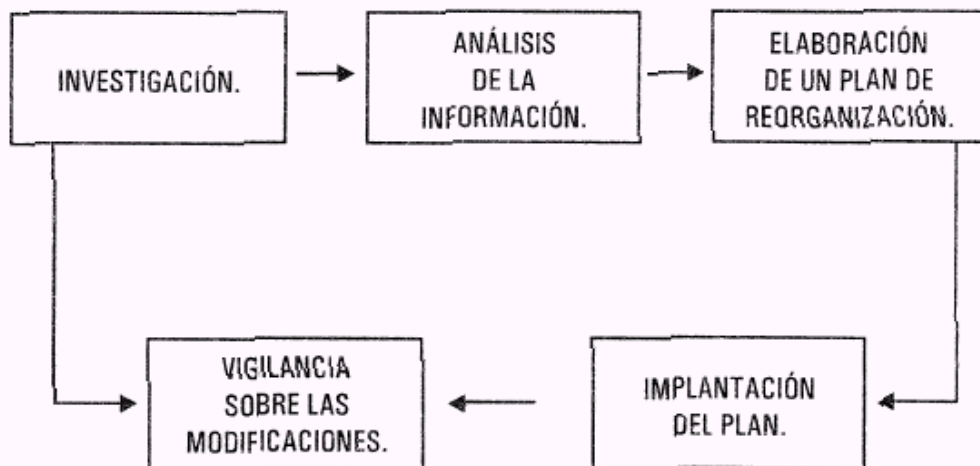 INVESTIGACIÓN.
ANÁLISIS
DE LA
INFORMACIÓN.
ELABORACIÓN
DE UN PLAN DE
REORGANIZACIÓN.
VIGILANCIA
SOBRE LAS
MODIFICACIONES.
IMPLANTACIÓN
DEL PLAN.